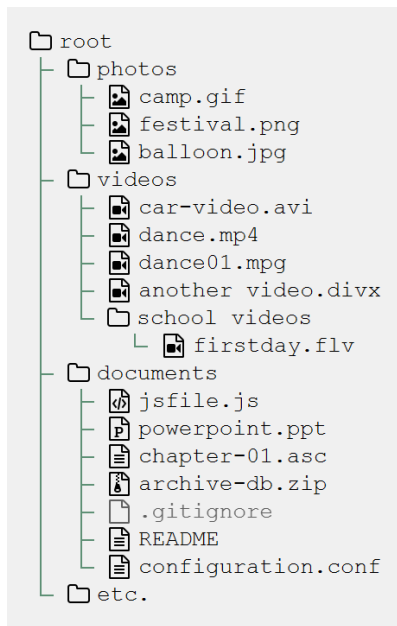 root
photos
camp.gif
festival.png
balloon.jpg
videos
car-video.avi
dance.mp4
dance01.mpg
another video.divx
school videos
firstday.flv
documents
jsfile.js
powerpoint.ppt
chapter-01.asc
archive-db.zip
.gitignore
README
configuration.conf
etc.